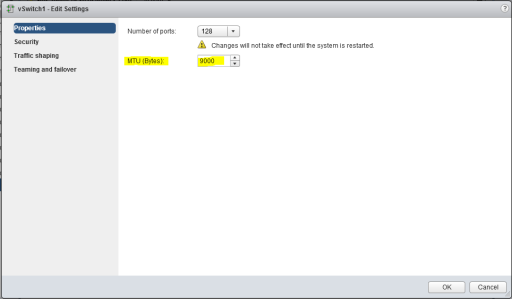 vSwitch1 - Edit Settings
Properties
Security
Traffic shaping
Teaming and failover
Number of ports: 128
Changes will not take effect until the system is restarted.
MTU (Bytes): 9000
OK Cancel